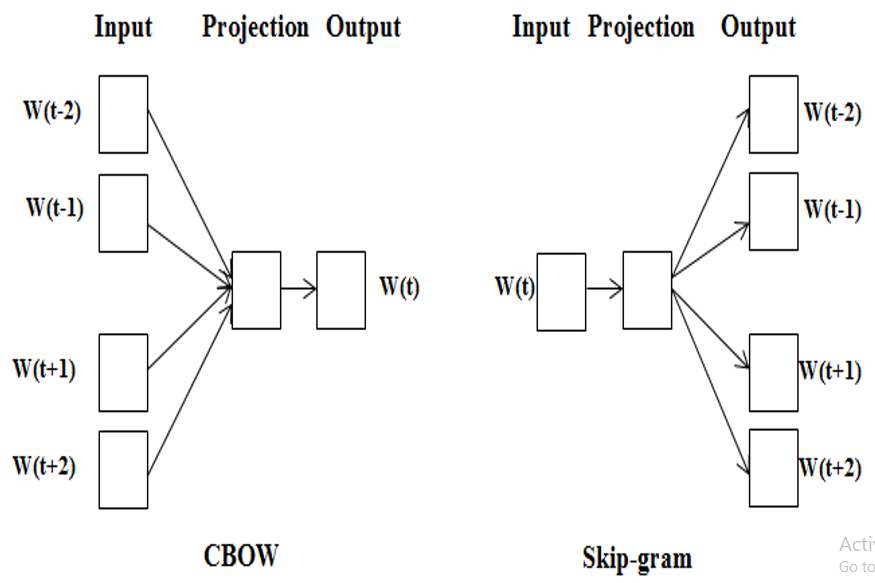 Input Projection Output
W(t-2)
W(t-1)
W(t)
W(t+1)
W(t+2)
CBOW
Input Projection Output
W(t-2)
W(t-1)
W(t)
W(t+1)
W(t+2)
Skip-gram
Acti
Go to